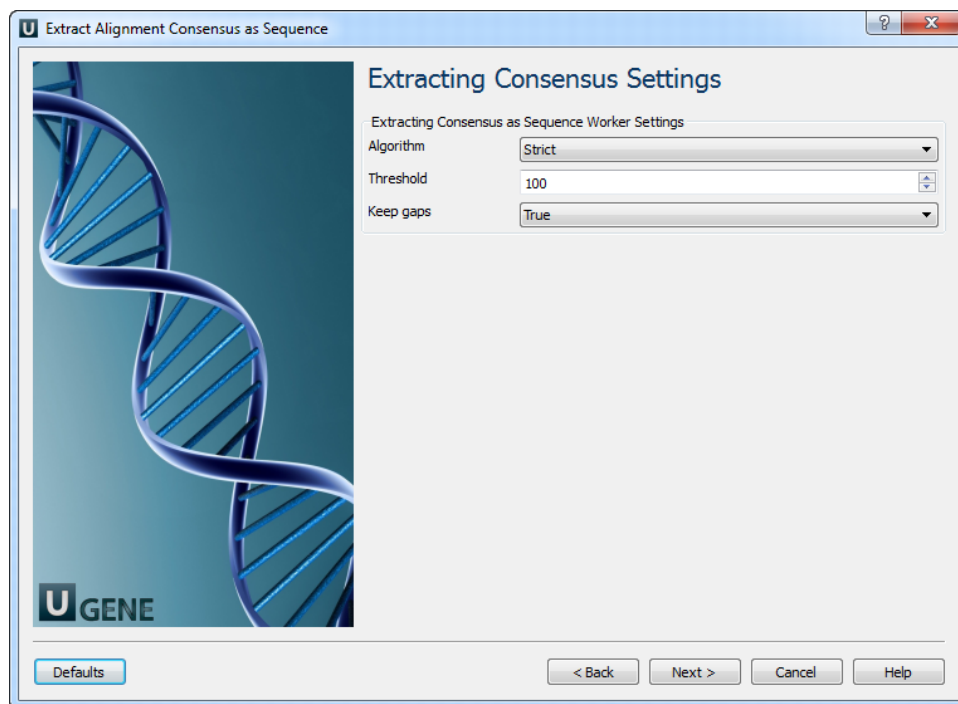 U Extract Alignment Consensus as Sequence
? X
Extracting Consensus Settings
Extracting Consensus as Sequence Worker Settings
Algorithm Strict
Threshold 100
Keep gaps True
U GENE
Defaults < Back Next > Cancel Help